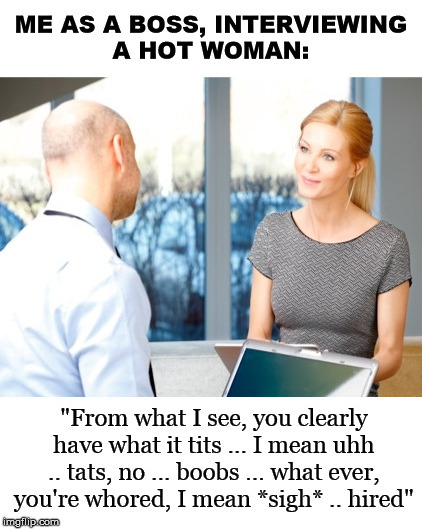 ME AS A BOSS, INTERVIEWING
A HOT WOMAN:
"From what I see, you clearly
have what it tits ... I mean uhh
.. tats, no ... boobs ... what ever,
you're whored, I mean *sigh* .. hired"
imgflip.com